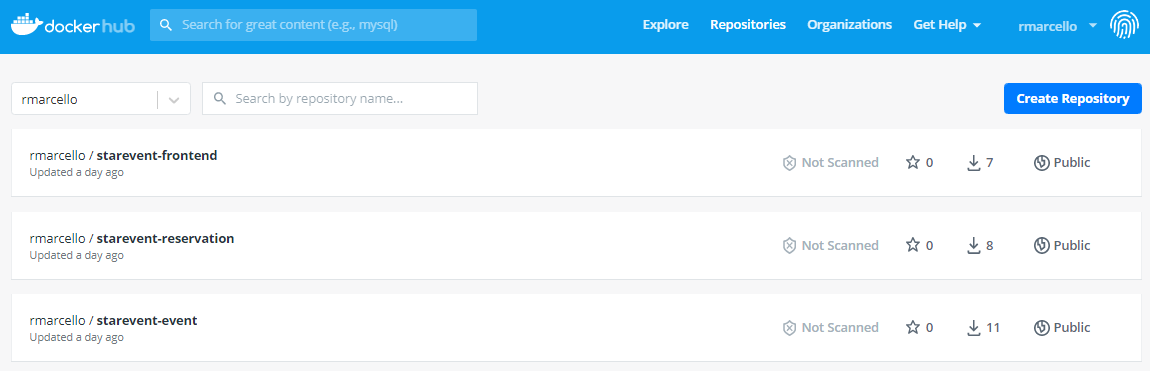 dockerhub Search for great content (e.g., mysql) Explore Repositories Organizations Get Help rmarcello
rmarcello Search by repository name... Create Repository
rmarcello / starevent-frontend
Updated a day ago
Not Scanned 0 7 Public
rmarcello / starevent-reservation
Updated a day ago
Not Scanned 0 8 Public
rmarcello / starevent-event
Updated a day ago
Not Scanned 0 11 Public